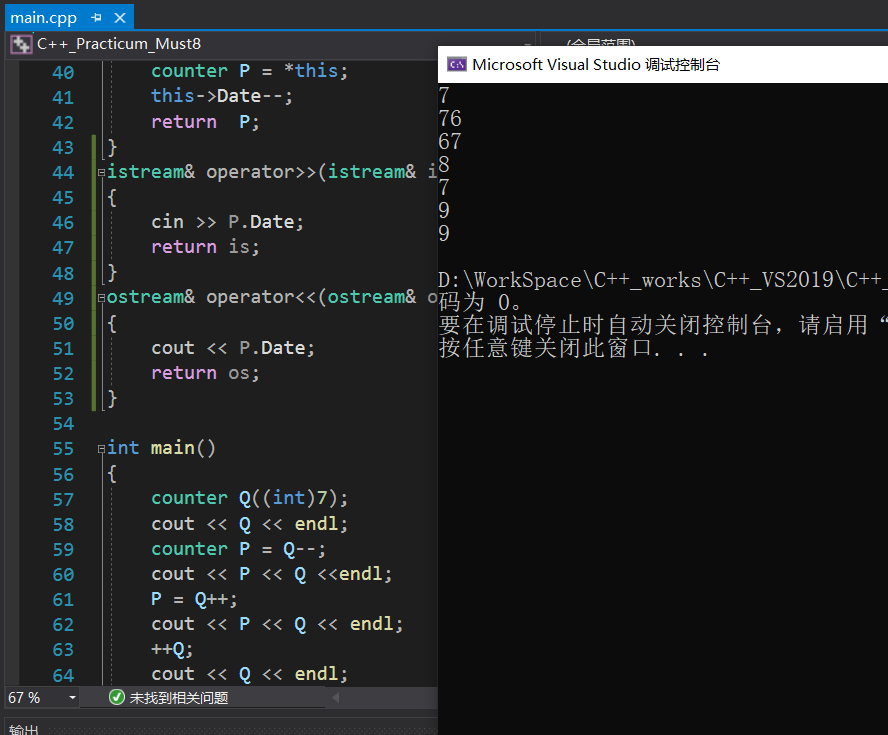 main.cpp
C++_Practicum_Must8
(全局范围)
40 counter P = *this;
41 this->Date--;
42 return  P;
43 }
44 istream& operator>>(istream& i
45 {
46 cin >> P.Date;
47 return is;
48 }
49 ostream& operator<<(ostream& o
50 {
51 cout << P.Date;
52 return os;
53 }
54
55 int main()
56 {
57 counter Q((int)7);
58 cout << Q << endl;
59 counter P = Q--;
60 cout << P << Q <<endl;
61 P = Q++;
62 cout << P << Q << endl;
63 ++Q;
64 cout << Q << endl;
67 %
未找到相关问题
输出
C:\
Microsoft Visual Studio 调试控制台
7
76
67
8
7
9
9
D:\WorkSpace\C++_works\C++_VS2019\C++_
码为 0。
要在调试停止时自动关闭控制台，请启用“
按任意键关闭此窗口. . .